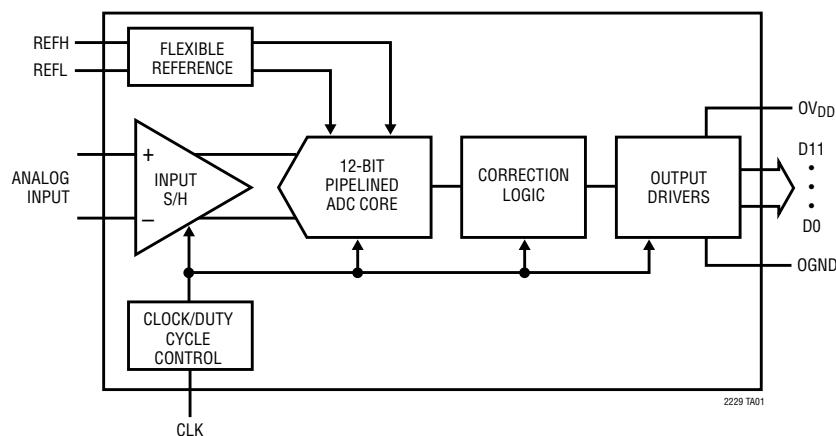 REFH
REFL
FLEXIBLE
REFERENCE
OVDD
ANALOG
INPUT
+
−
INPUT
S/H
12-BIT
PIPELINED
ADC CORE
CORRECTION
LOGIC
OUTPUT
DRIVERS
D11
•
•
•
D0
OGND
CLOCK/DUTY
CYCLE
CONTROL
CLK
2229 TA01